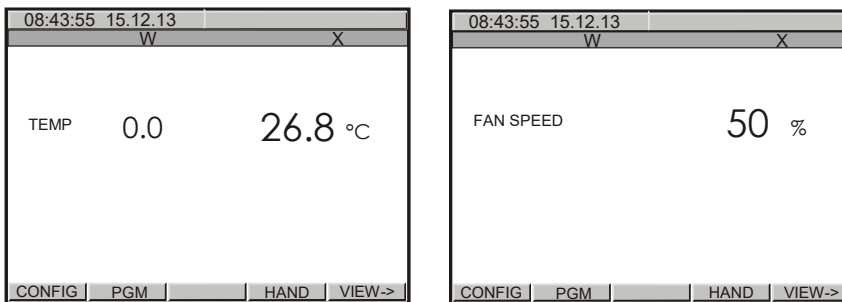 08:43:55 15.12.13
W X
TEMP 0.0 26.8 °C
CONFIG PGM HAND VIEW->
08:43:55 15.12.13
W X
FAN SPEED 50 %
CONFIG PGM HAND VIEW->